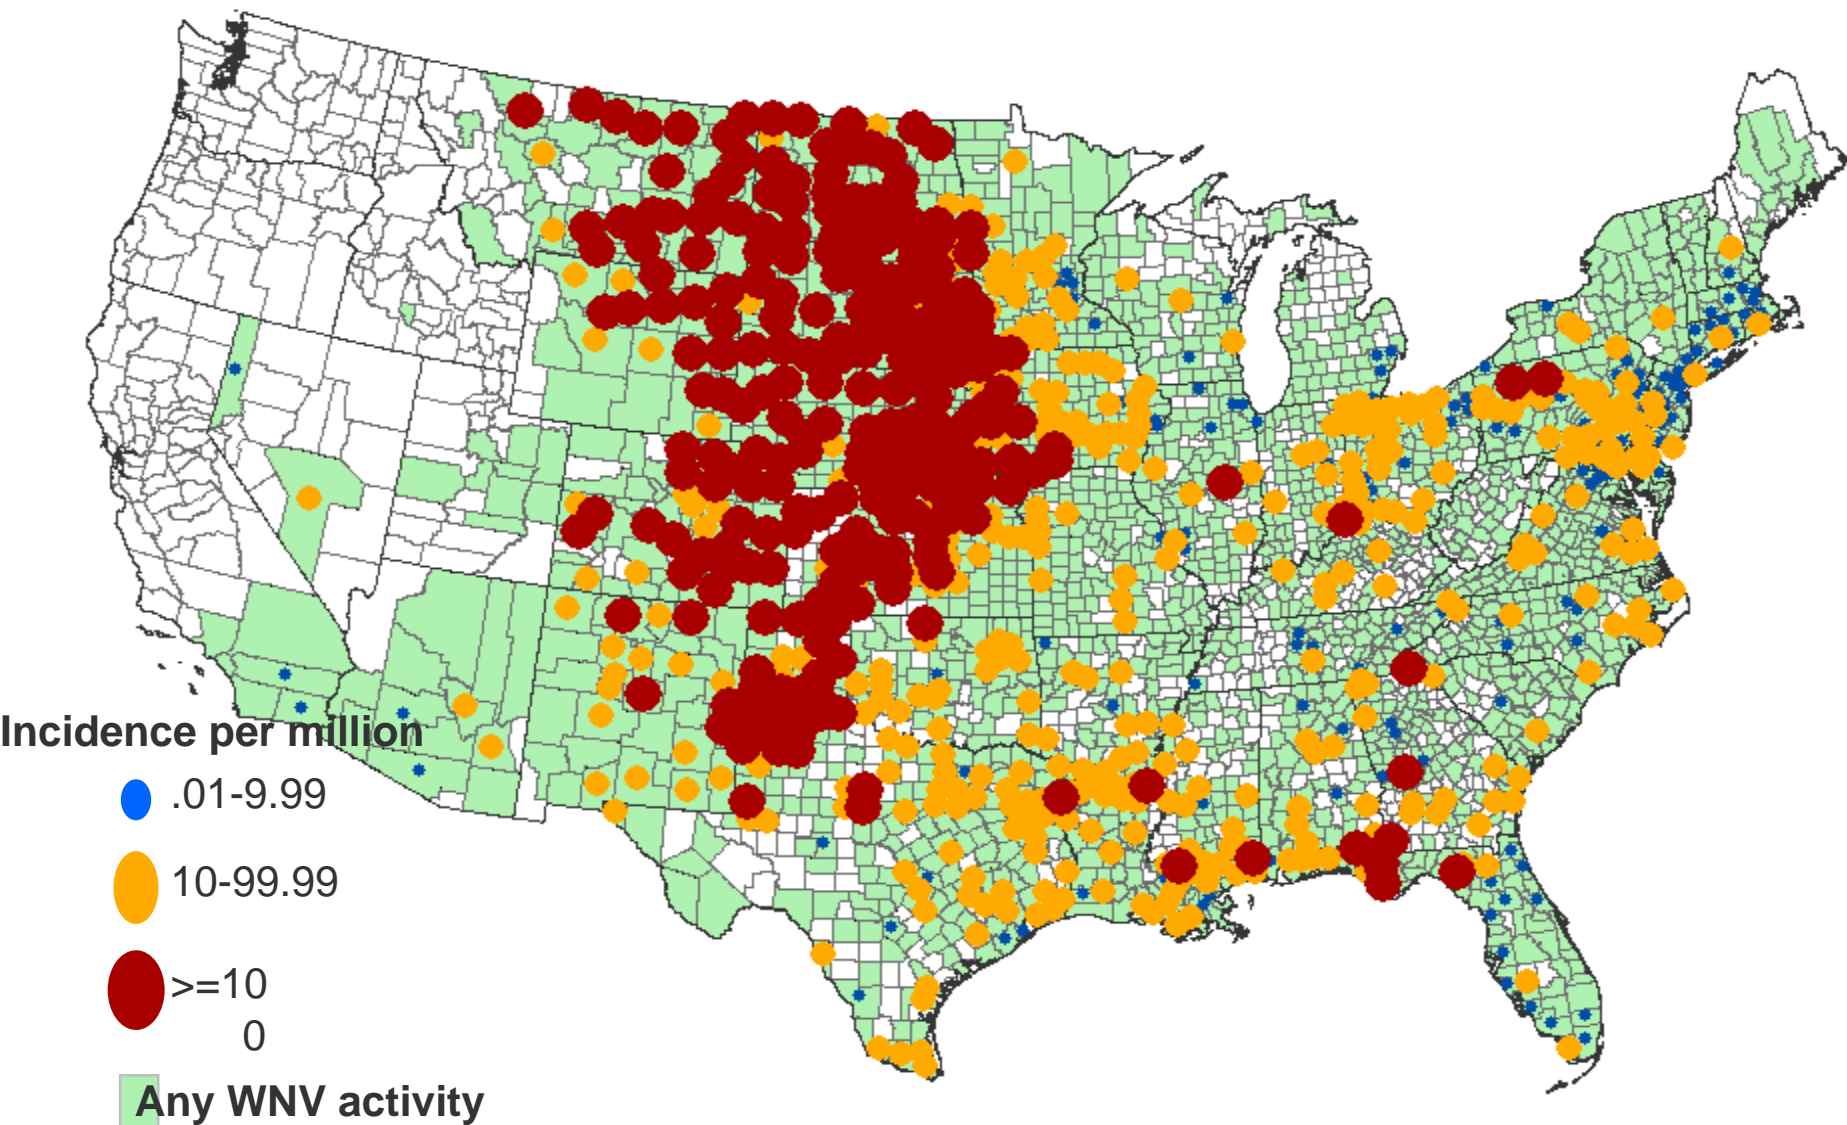 Incidence per million
.01-9.99
10-99.99
>=10
0
Any WNV activity